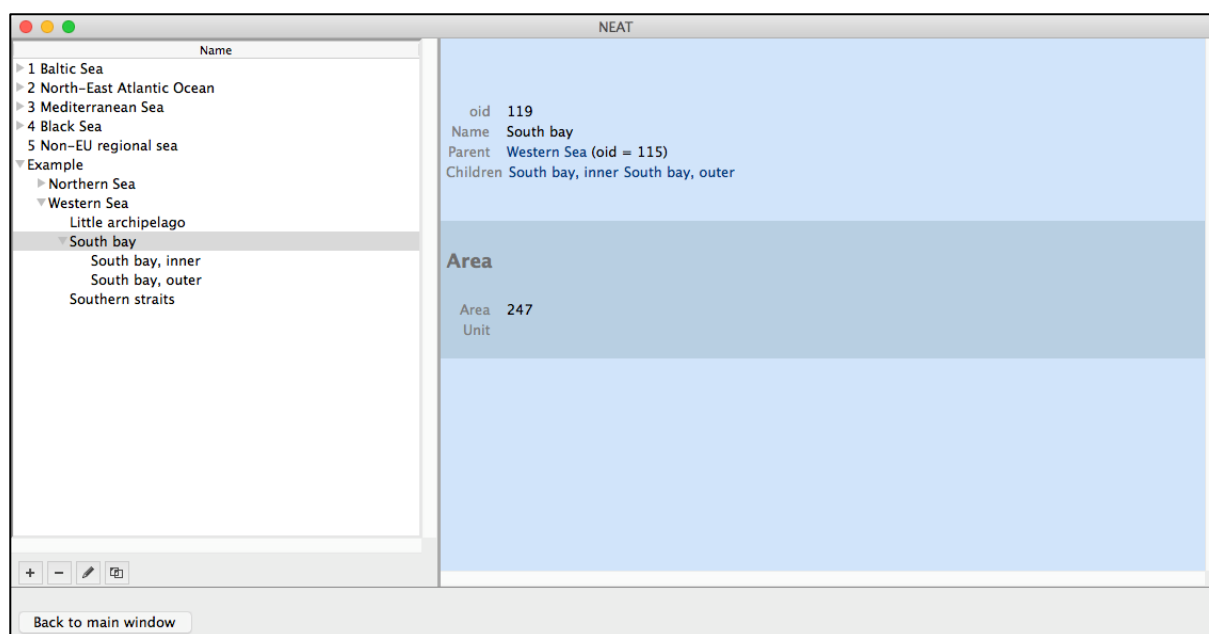 NEAT
Name
1 Baltic Sea
2 North-East Atlantic Ocean
3 Mediterranean Sea
4 Black Sea
5 Non-EU regional sea
Example
Northern Sea
Western Sea
Little archipelago
South bay
South bay, inner
South bay, outer
Southern straits
oid 119
Name South bay
Parent Western Sea (oid = 115)
Children South bay, inner South bay, outer
Area
Area 247
Unit
Back to main window